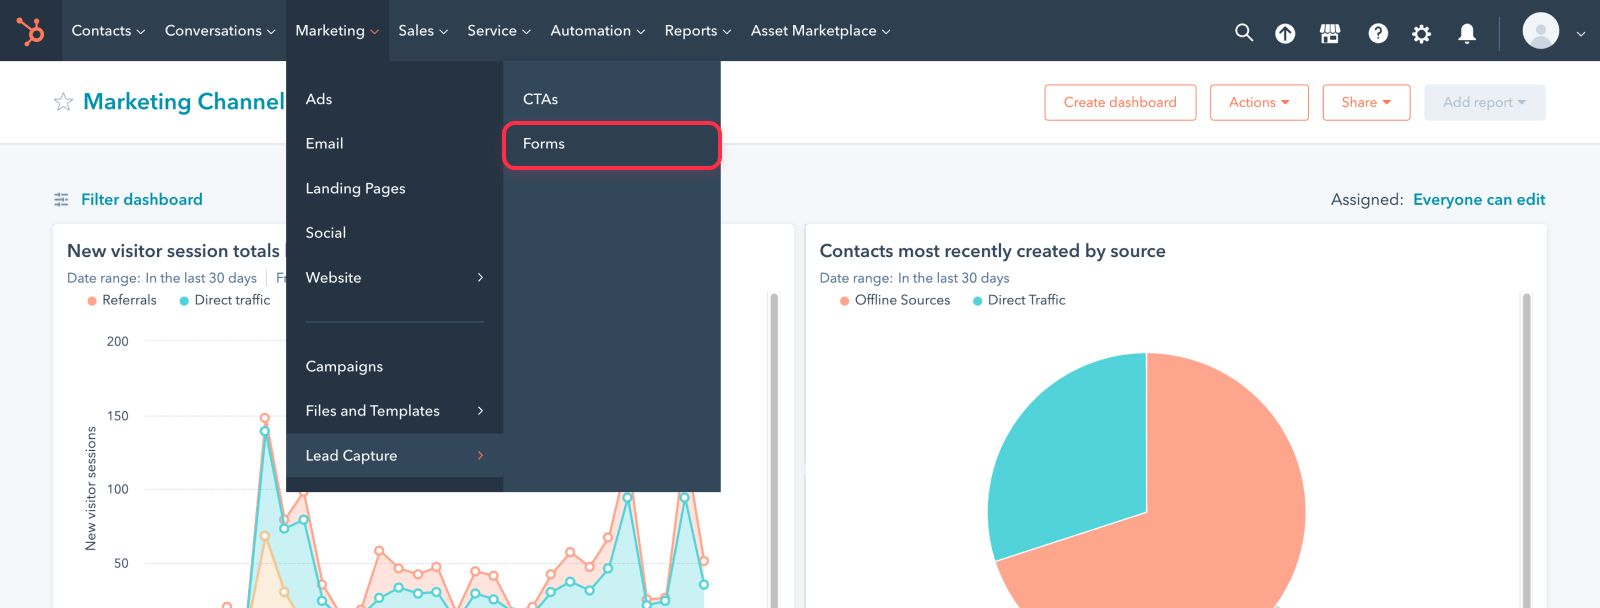 Contacts Conversations Marketing Sales Service Automation Reports Asset Marketplace
Marketing Channel
Create dashboard Actions Share Add report
Ads
Email
Landing Pages
Social
Website
Campaigns
Files and Templates
Lead Capture
CTAs
Forms
Filter dashboard
Assigned: Everyone can edit
New visitor session totals
Date range: In the last 30 days Fr
Referrals Direct traffic
200
150
100
50
New visitor sessions
Contacts most recently created by source
Date range: In the last 30 days
Offline Sources Direct Traffic